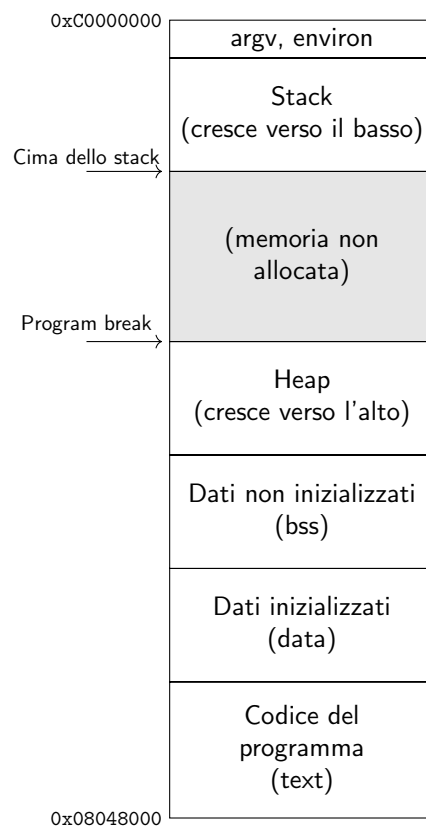 0xC0000000
argv, environ
Stack
(cresce verso il basso)
Cima dello stack
(memoria non
allocata)
Program break
Heap
(cresce verso l'alto)
Dati non inizializzati
(bss)
Dati inizializzati
(data)
Codice del
programma
(text)
0x08048000